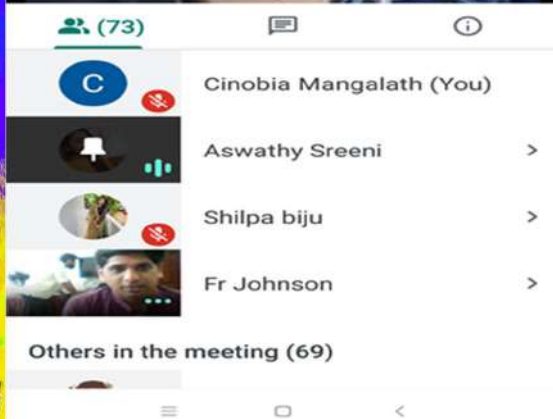 (73)
C
Cinobia Mangalath (You)
Aswathy Sreeni
Shilpa biju
Fr Johnson
Others in the meeting (69)